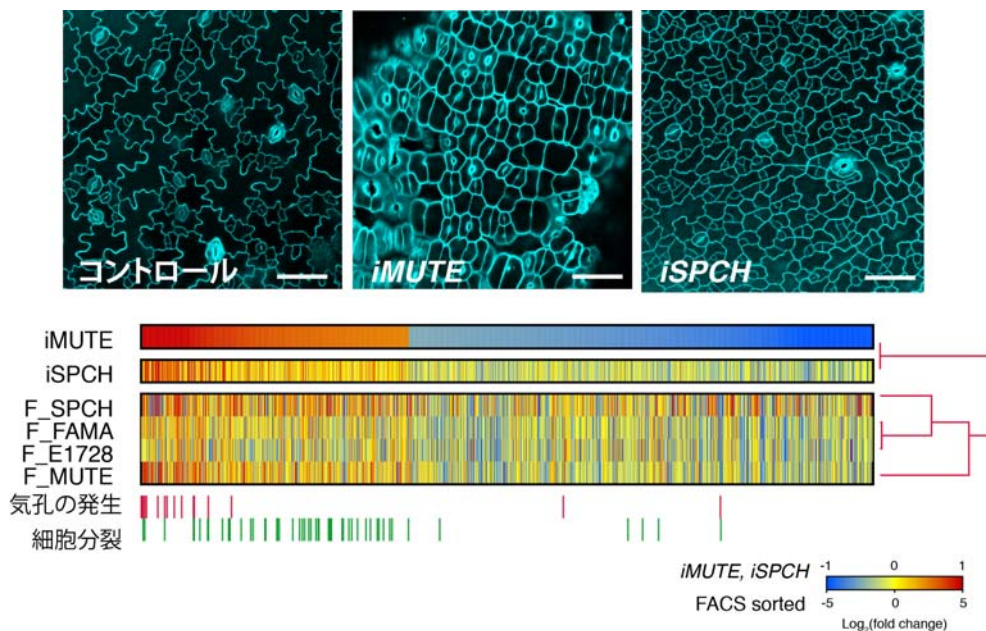 コントロール
iMUTE
iSPCH
iMUTE
iSPCH
F_SPCH
F_FAMA
F_E1728
F_MUTE
気孔の発生
細胞分裂
iMUTE, iSPCH
-1 0 1
FACS sorted
-5 0 5
Log₂(fold change)